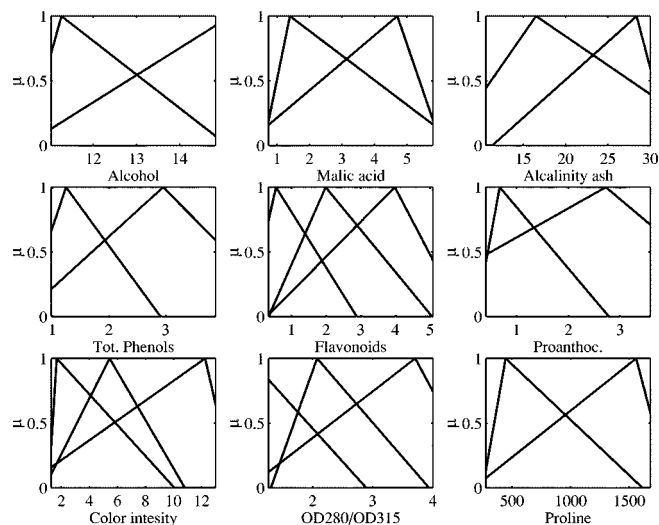 1 1 1
μ 0.5 μ 0.5 μ 0.5
0 0 0
12 13 14 1 2 3 4 5 15 20 25 30
Alcohol Malic acid Alcalinity ash
1 1 1
μ 0.5 μ 0.5 μ 0.5
0 0 0
1 2 3 1 2 3 4 5 1 2 3
Tot. Phenols Flavonoids Proanthoc.
1 1 1
μ 0.5 μ 0.5 μ 0.5
0 0 0
2 4 6 8 10 12 2 3 4 500 1000 1500
Color intesity OD280/OD315 Proline